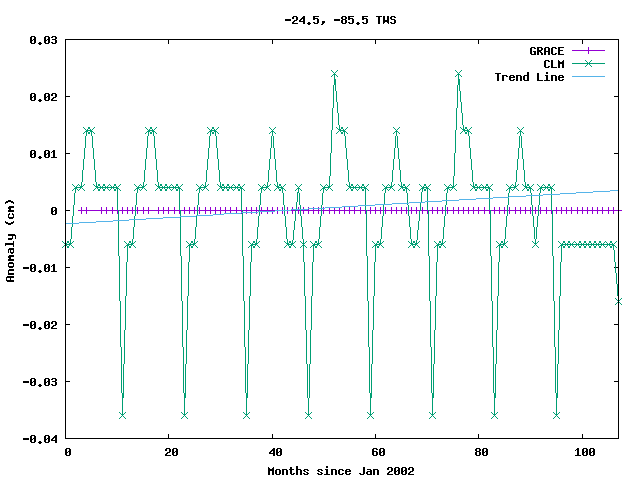 -24.5, -85.5 TWS
GRACE
CLM
Trend Line
0.03
0.02
0.01
0
-0.01
-0.02
-0.03
-0.04
Anomaly (cm)
0 20 40 60 80 100
Months since Jan 2002